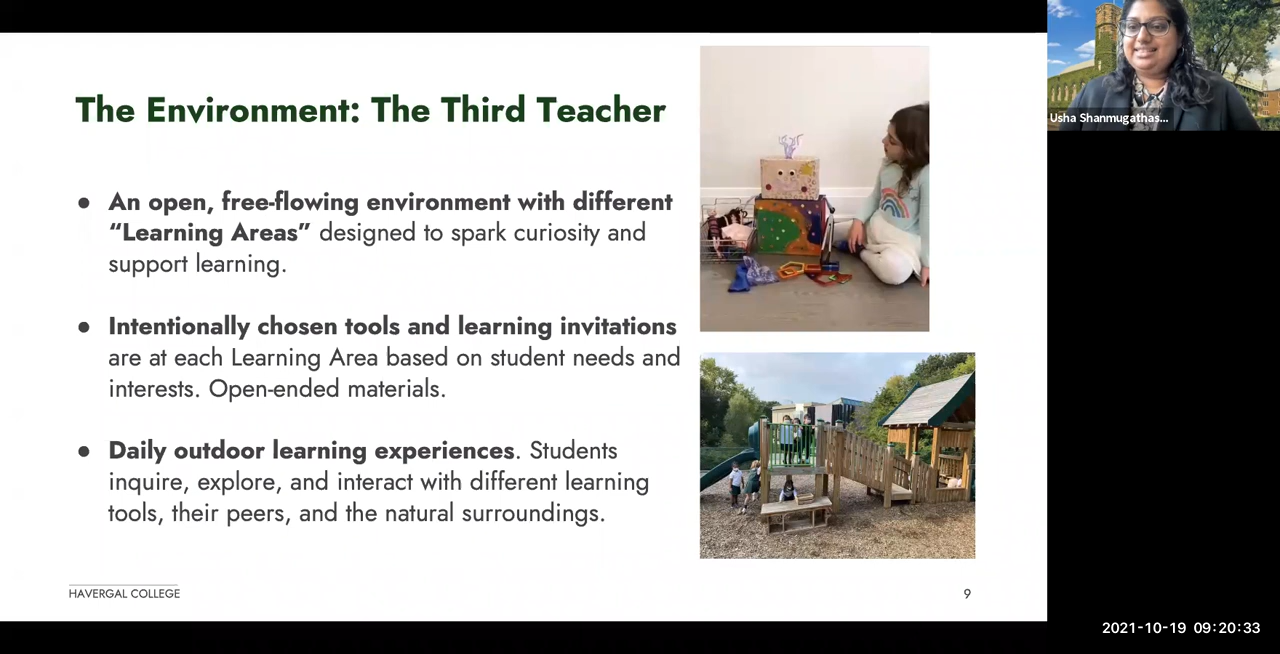 The Environment: The Third Teacher
● An open, free-flowing environment with different
“Learning Areas” designed to spark curiosity and
support learning.
● Intentionally chosen tools and learning invitations
are at each Learning Area based on student needs and
interests. Open-ended materials.
● Daily outdoor learning experiences. Students
inquire, explore, and interact with different learning
tools, their peers, and the natural surroundings.
HAVERGAL COLLEGE
9
Usha Shanmugathas...
2021-10-19 09:20:33